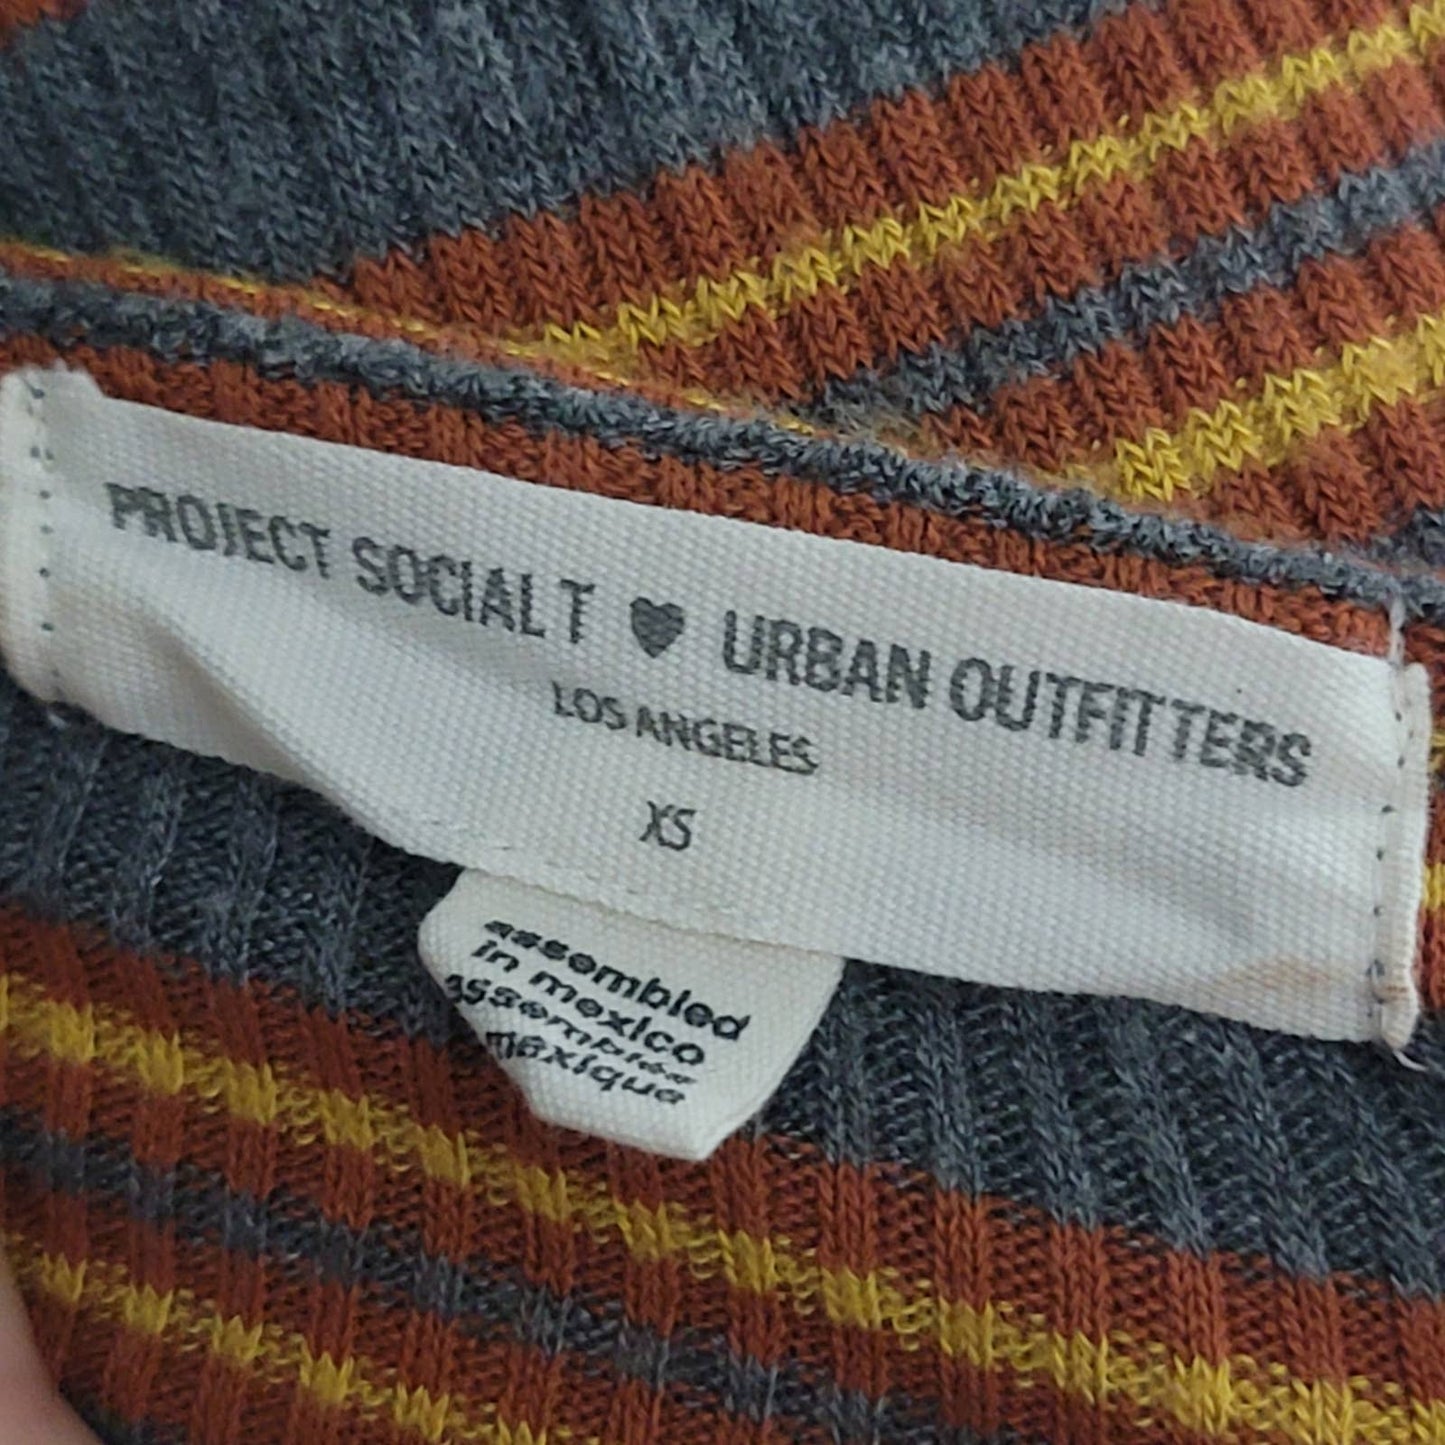 PROJECT SOCIAL T ♥ URBAN OUTFITTERS
LOS ANGELES
XS
assembled
in mexico
assemblée
mexique